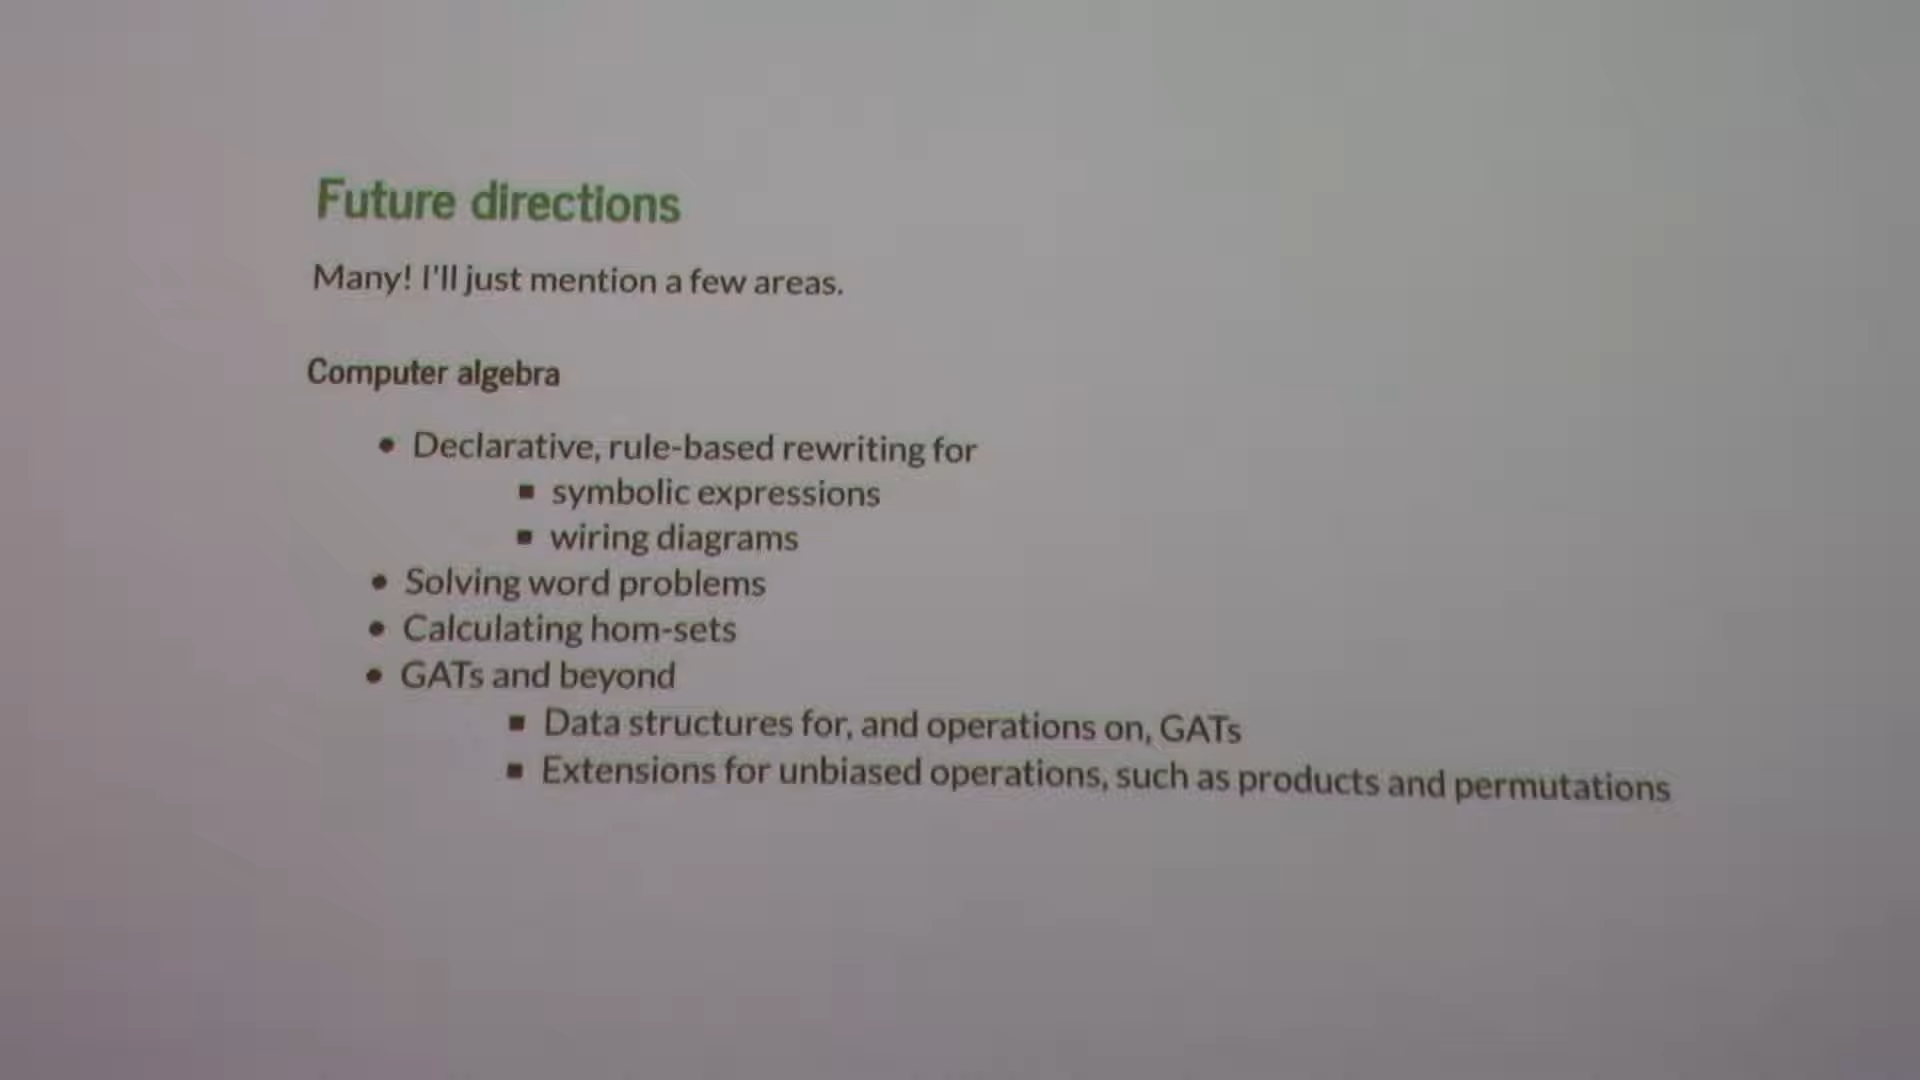 Future directions
Many! I'll just mention a few areas.
Computer algebra
• Declarative, rule-based rewriting for
▪ symbolic expressions
▪ wiring diagrams
• Solving word problems
• Calculating hom-sets
• GATs and beyond
▪ Data structures for, and operations on, GATs
▪ Extensions for unbiased operations, such as products and permutations